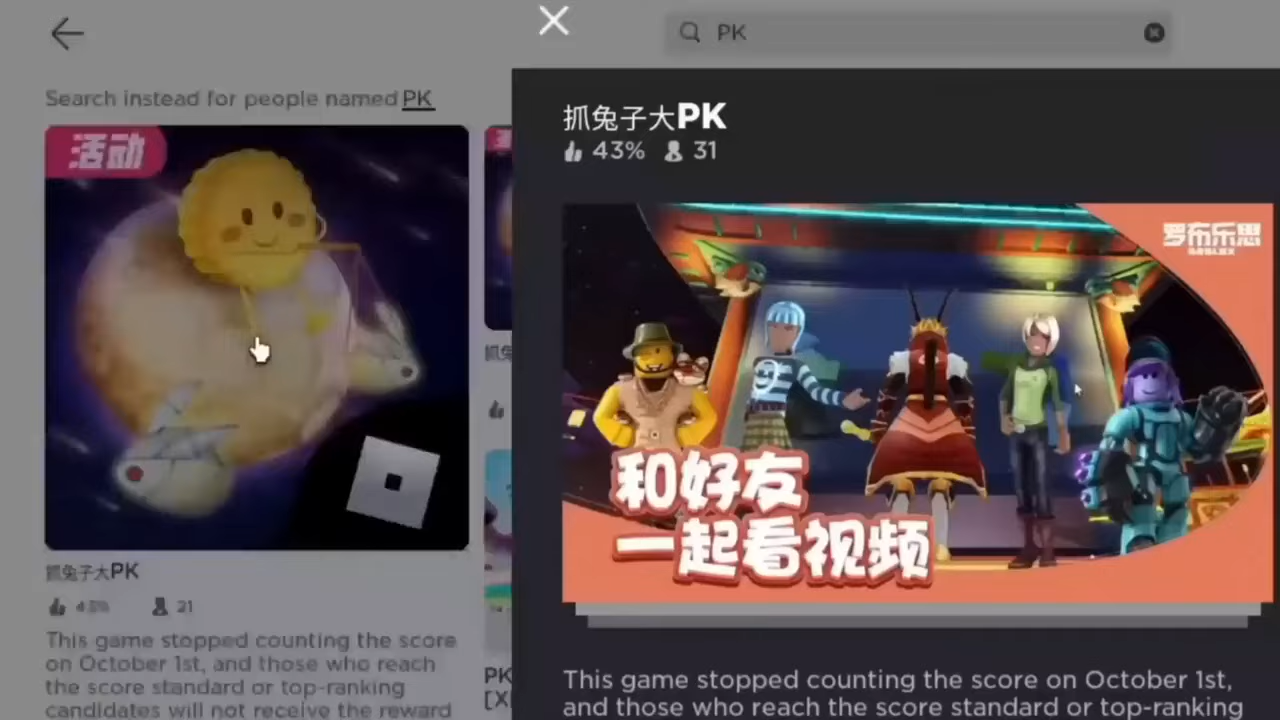 PK
Search instead for people named PK
活动
抓兔子大PK
43% 21
This game stopped counting the score
on October 1st, and those who reach
the score standard or top-ranking
candidates will not receive the reward
PK
[X
抓兔子大PK
43% 31
罗布乐思
ROBLOX
和好友
一起看视频
This game stopped counting the score on October 1st,
and those who reach the score standard or top-ranking